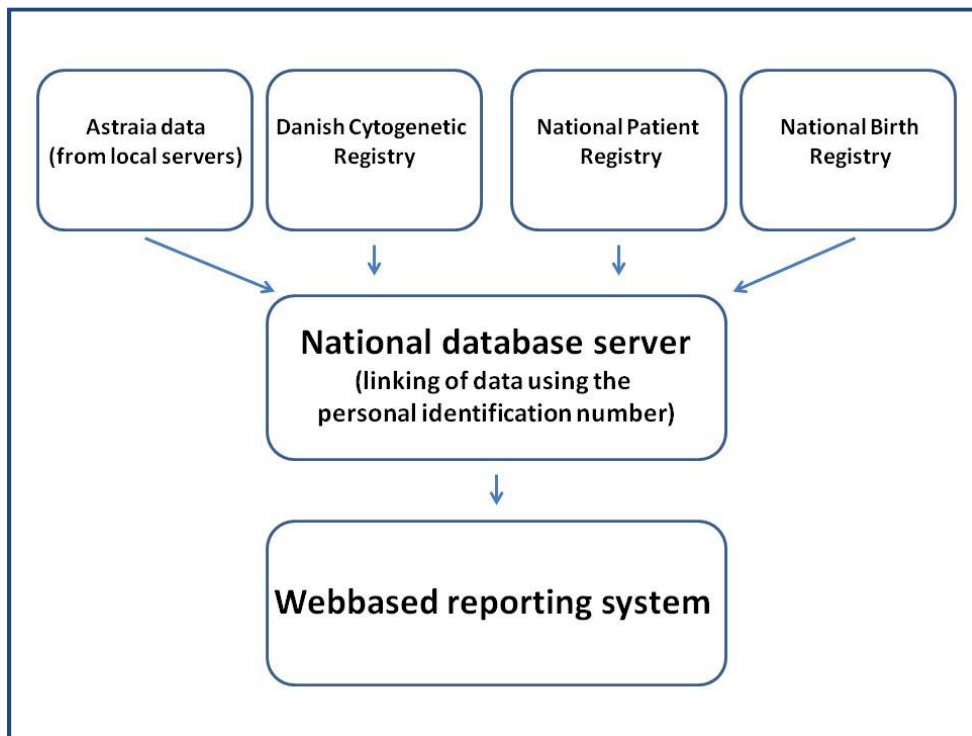 Astraia data
(from local servers)
Danish Cytogenetic
Registry
National Patient
Registry
National Birth
Registry
National database server
(linking of data using the
personal identification number)
Webbased reporting system